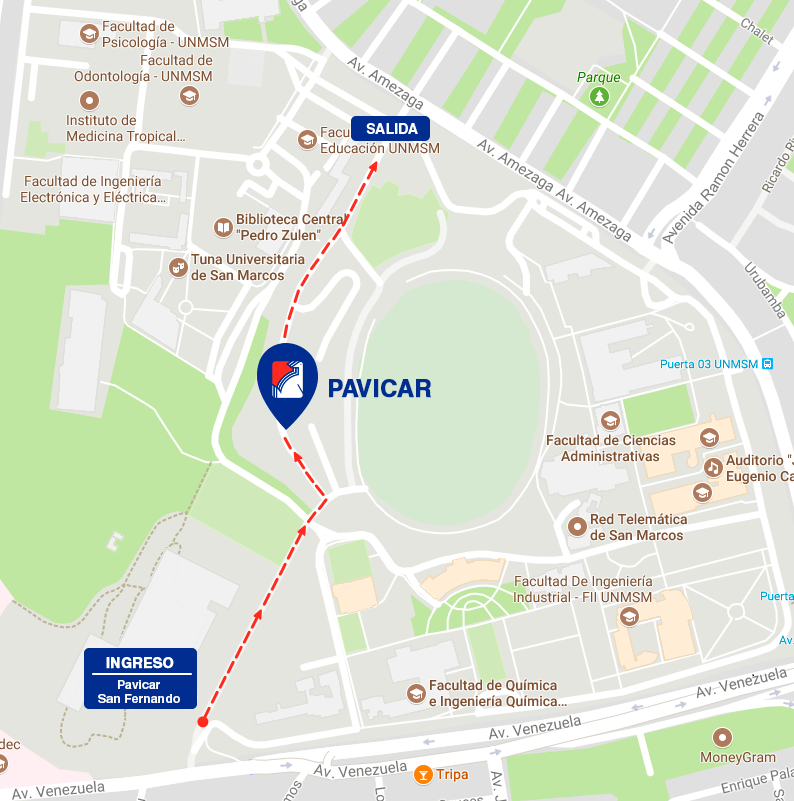 Facultad de
Psicología - UNMSM
Facultad de
Odontología - UNMSM
Instituto de
Medicina Tropical...
Av. Amezaga
Chalet
Parque
SALIDA
Facu
Educación UNMSM
Av. Amezaga
Av. Amezaga
Avenida Ramon Herrera
Ricardo
Facultad de Ingeniería
Electrónica y Eléctrica...
Biblioteca Central
"Pedro Zulen"
Tuna Universitaria
de San Marcos
Urubamba
Puerta 03 UNMSM
PAVICAR
Facultad de Ciencias
Administrativas
Auditorio "J
Eugenio Ca
Red Telemática
de San Marcos
Facultad De Ingeniería
Industrial - FII UNMSM
Puerta
Av.
INGRESO
Pavicar
San Fernando
Facultad de Química
e Ingeniería Química...
Av. Venezuela
Av. Venezuela
dec
MoneyGram
Av. Venezuela
Tripa
Enrique Pala
Av. Venezuela
Av. J